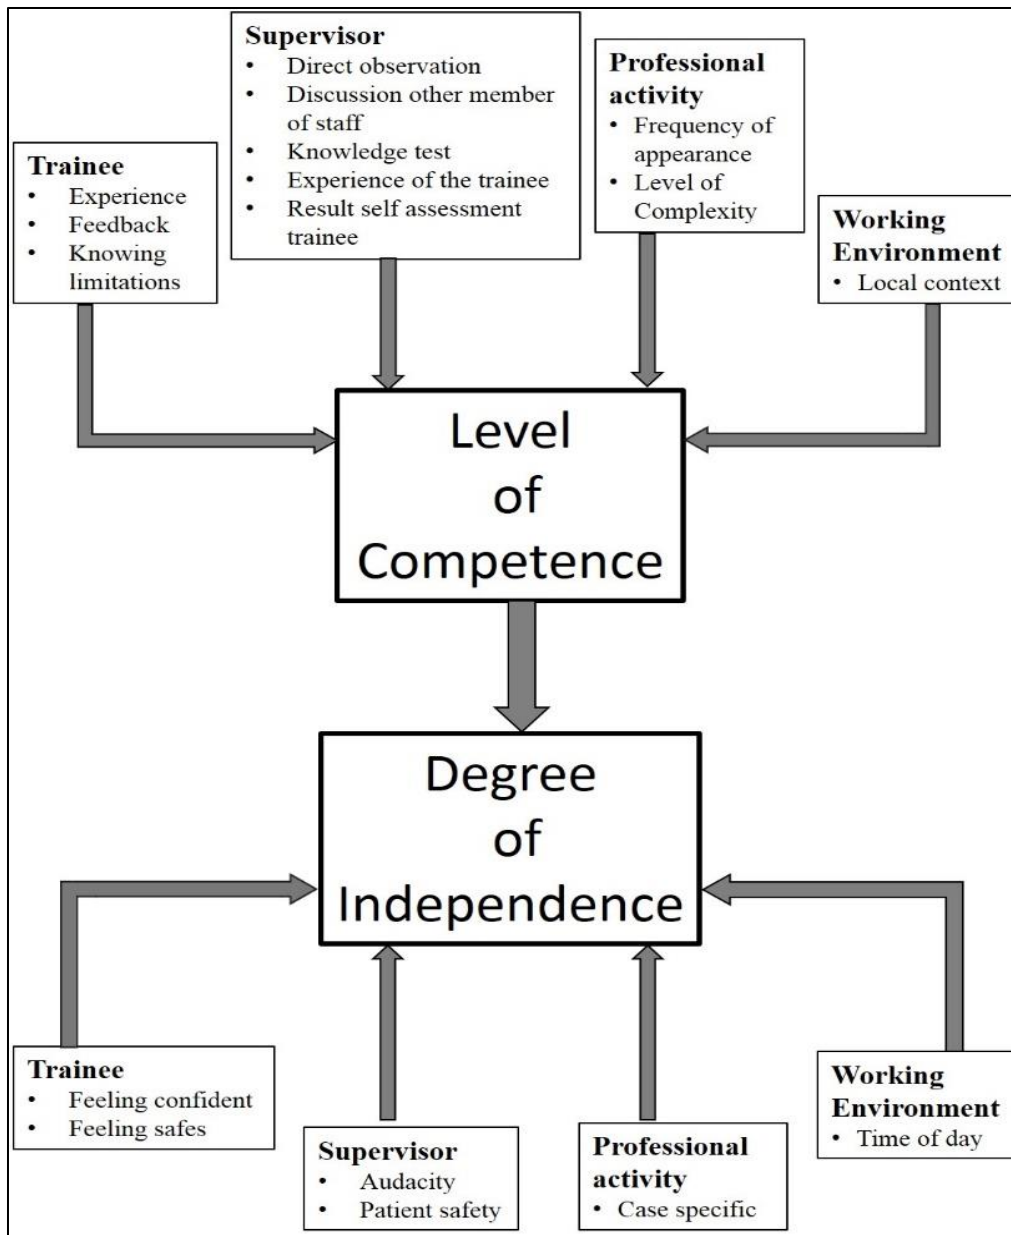 Supervisor
• Direct observation
• Discussion other member
of staff
• Knowledge test
• Experience of the trainee
• Result self assessment
trainee
Professional
activity
• Frequency of
appearance
• Level of
Complexity
Trainee
• Experience
• Feedback
• Knowing
limitations
Working
Environment
• Local context
Level
of
Competence
Degree
of
Independence
Trainee
• Feeling confident
• Feeling safes
Supervisor
• Audacity
• Patient safety
Professional
activity
• Case specific
Working
Environment
• Time of day